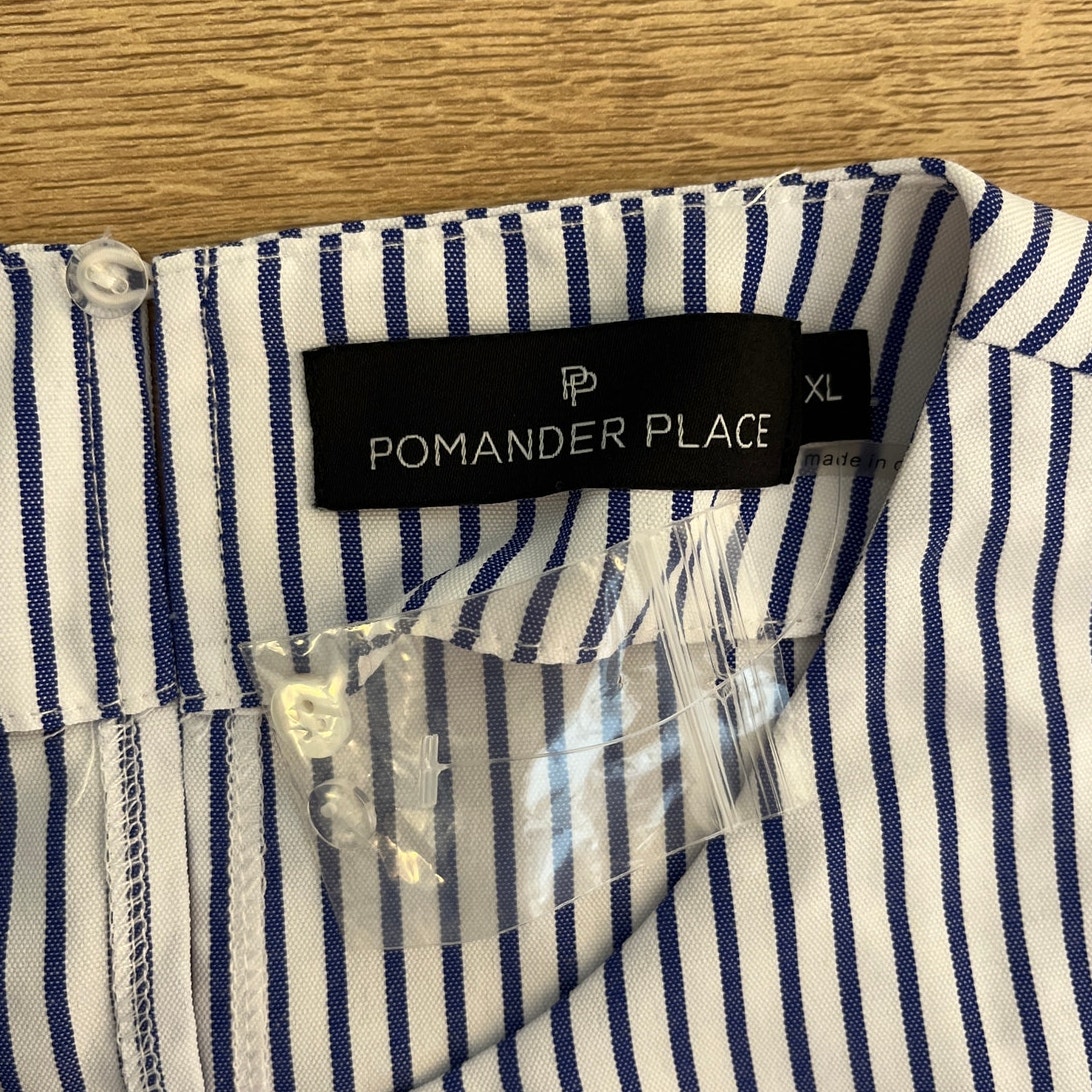 PP
POMANDER PLACE
XL
made in